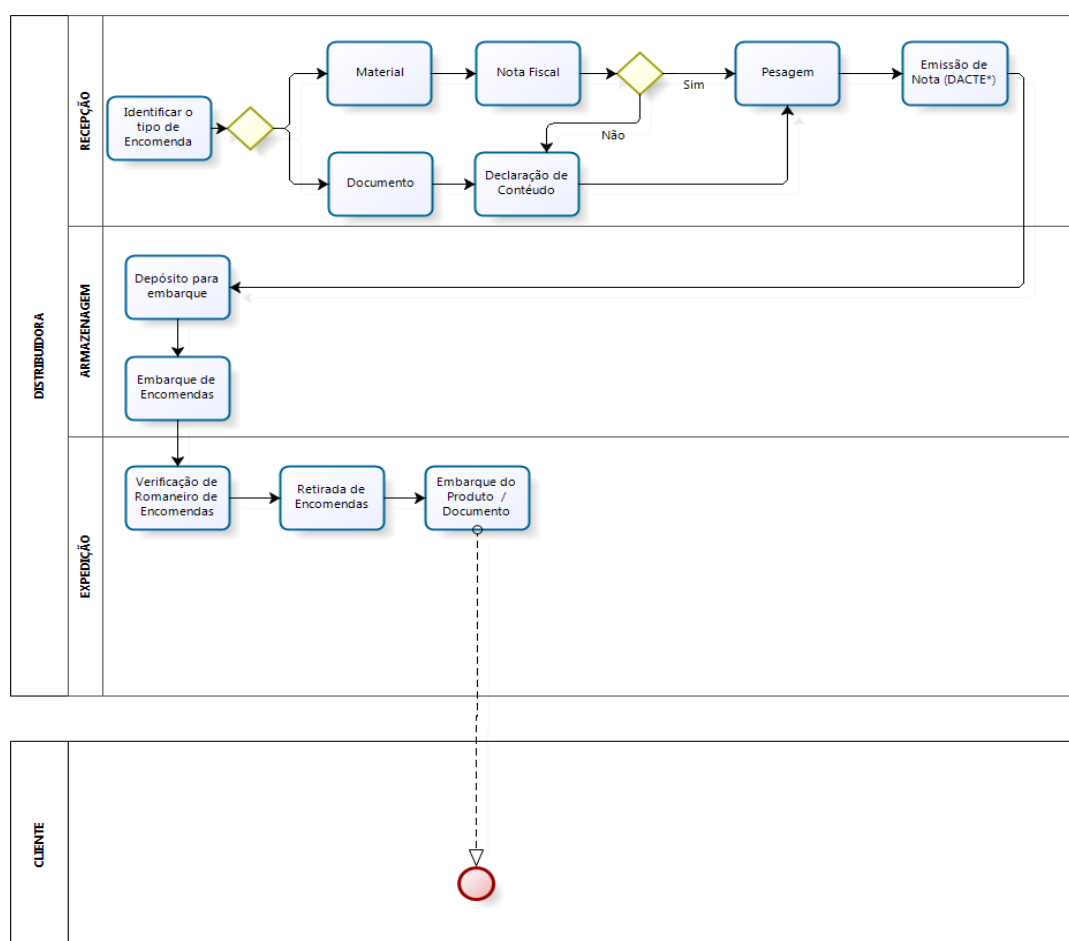 DISTRIBUIDORA
RECEPÇÃO
Identificar o
tipo de
Encomenda
Material
Nota Fiscal
Sim
Não
Pesagem
Emissão de
Nota (DACTE*)
Documento
Declaração de
Contéudo
ARMAZENAGEM
Depósito para
embarque
Embarque de
Encomendas
EXPEDIÇÃO
Verificação de
Romaneiro de
Encomendas
Retirada de
Encomendas
Embarque do
Produto /
Documento
CLIENTE